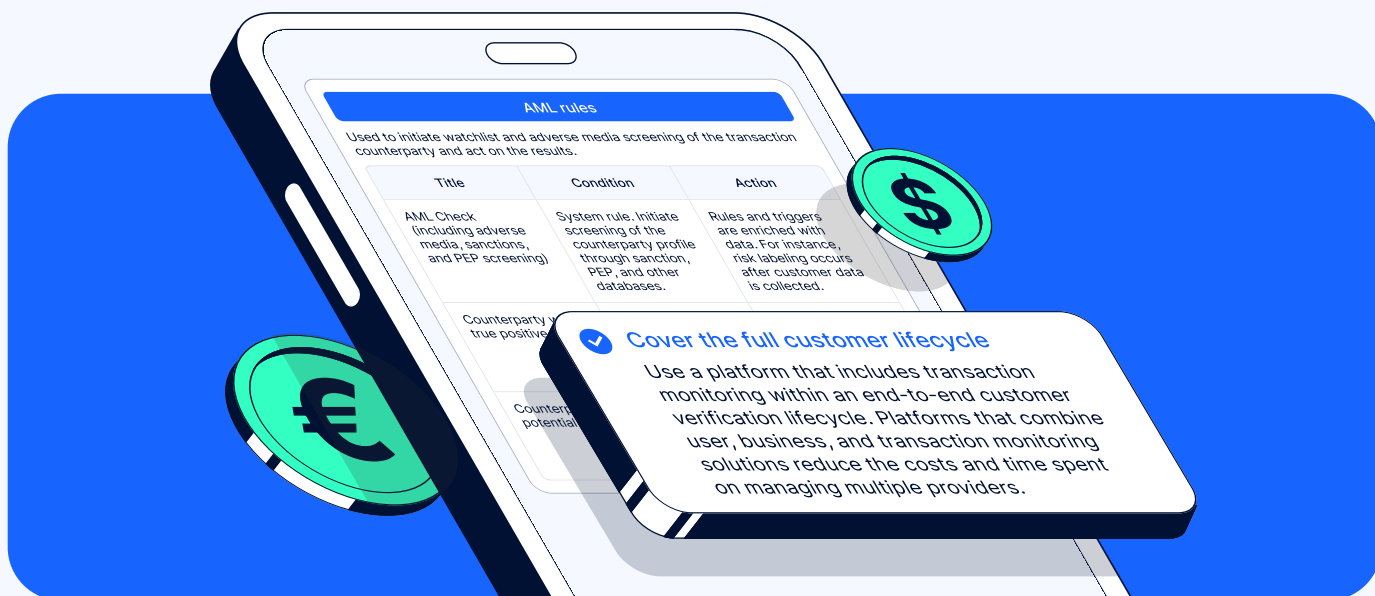 AML rules
Used to initiate watchlist and adverse media screening of the transaction
counterparty and act on the results.
Title
Condition
Action
AML Check
(including adverse
media, sanctions,
and PEP screening)
System rule. Initiate
screening of the
counterparty profile
through sanction,
PEP, and other
databases.
Rules and triggers
are enriched with
data. For instance,
risk labeling occurs
after customer data
is collected.
Counterparty
true positive
potential
$
€
Cover the full customer lifecycle
Use a platform that includes transaction
monitoring within an end-to-end customer
verification lifecycle. Platforms that combine
user, business, and transaction monitoring
solutions reduce the costs and time spent
on managing multiple providers.